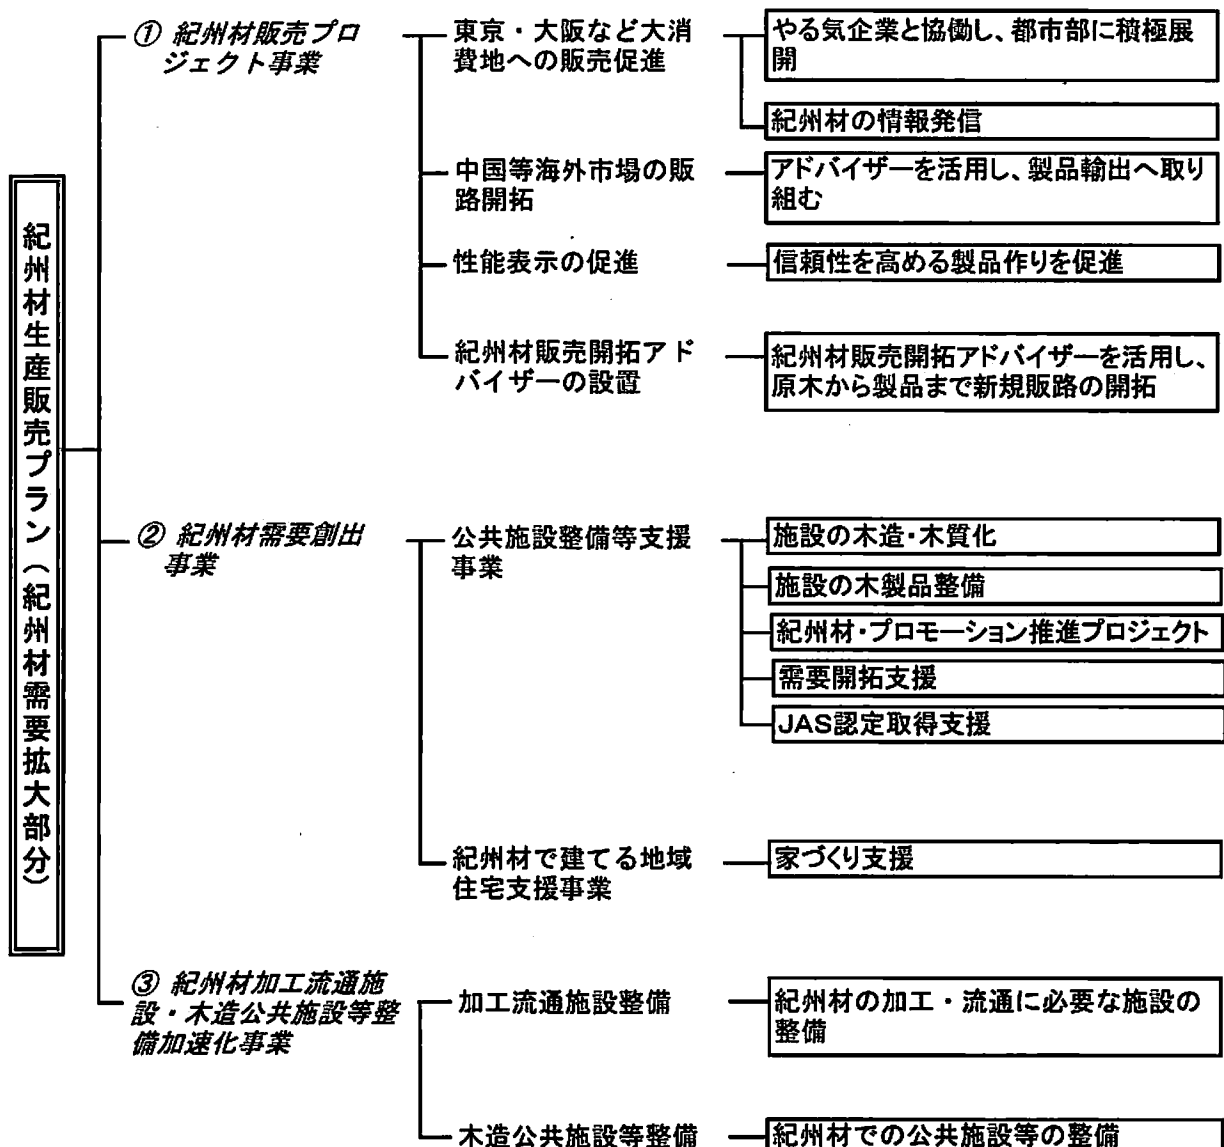 紀州材生産販売プラン（紀州材需要拡大部分）
① 紀州材販売プロ
ジェクト事業
東京・大阪など大消
費地への販売促進
やる気企業と協働し、都市部に積極展
開
紀州材の情報発信
中国等海外市場の販
路開拓
アドバイザーを活用し、製品輸出へ取り
組む
性能表示の促進
信頼性を高める製品作りを促進
紀州材販売開拓アド
バイザーの設置
紀州材販売開拓アドバイザーを活用し、
原木から製品まで新規販路の開拓
② 紀州材需要創出
事業
公共施設整備等支援
事業
施設の木造・木質化
施設の木製品整備
紀州材・プロモーション推進プロジェクト
需要開拓支援
JAS認定取得支援
紀州材で建てる地域
住宅支援事業
家づくり支援
③ 紀州材加工流通施
設・木造公共施設等整
備加速化事業
加工流通施設整備
紀州材の加工・流通に必要な施設の
整備
木造公共施設等整備
紀州材での公共施設等の整備